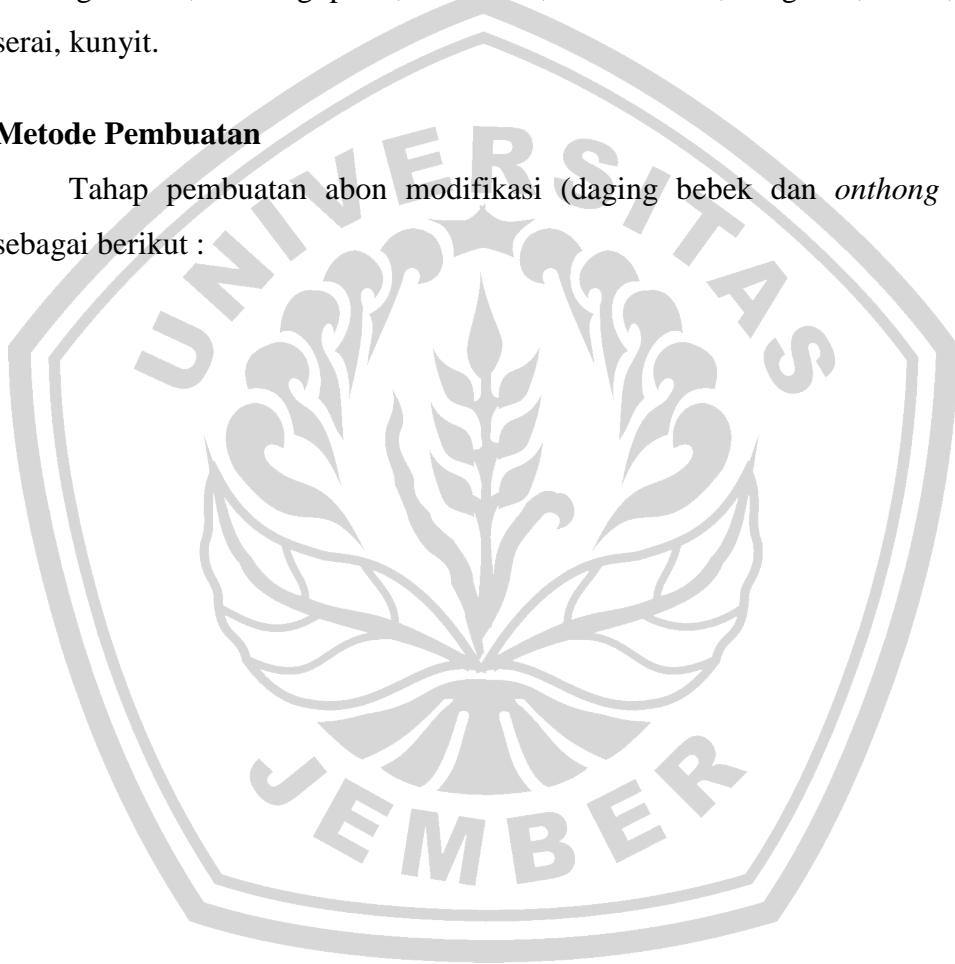 serai, kunyit.
Metode Pembuatan
Tahap pembuatan abon modifikasi (daging bebek dan onthong
sebagai berikut :
UNIVERSITAS
JEMBER